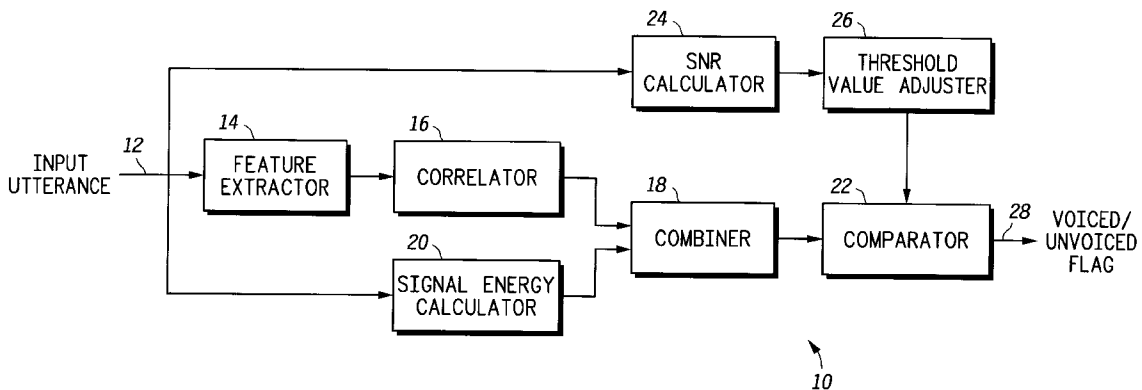 24
SNR
CALCULATOR
26
THRESHOLD
VALUE ADJUSTER
INPUT
UTTERANCE
12
14
FEATURE
EXTRACTOR
16
CORRELATOR
20
SIGNAL ENERGY
CALCULATOR
18
COMBINER
22
COMPARATOR
28
VOICED/
UNVOICED
FLAG
10